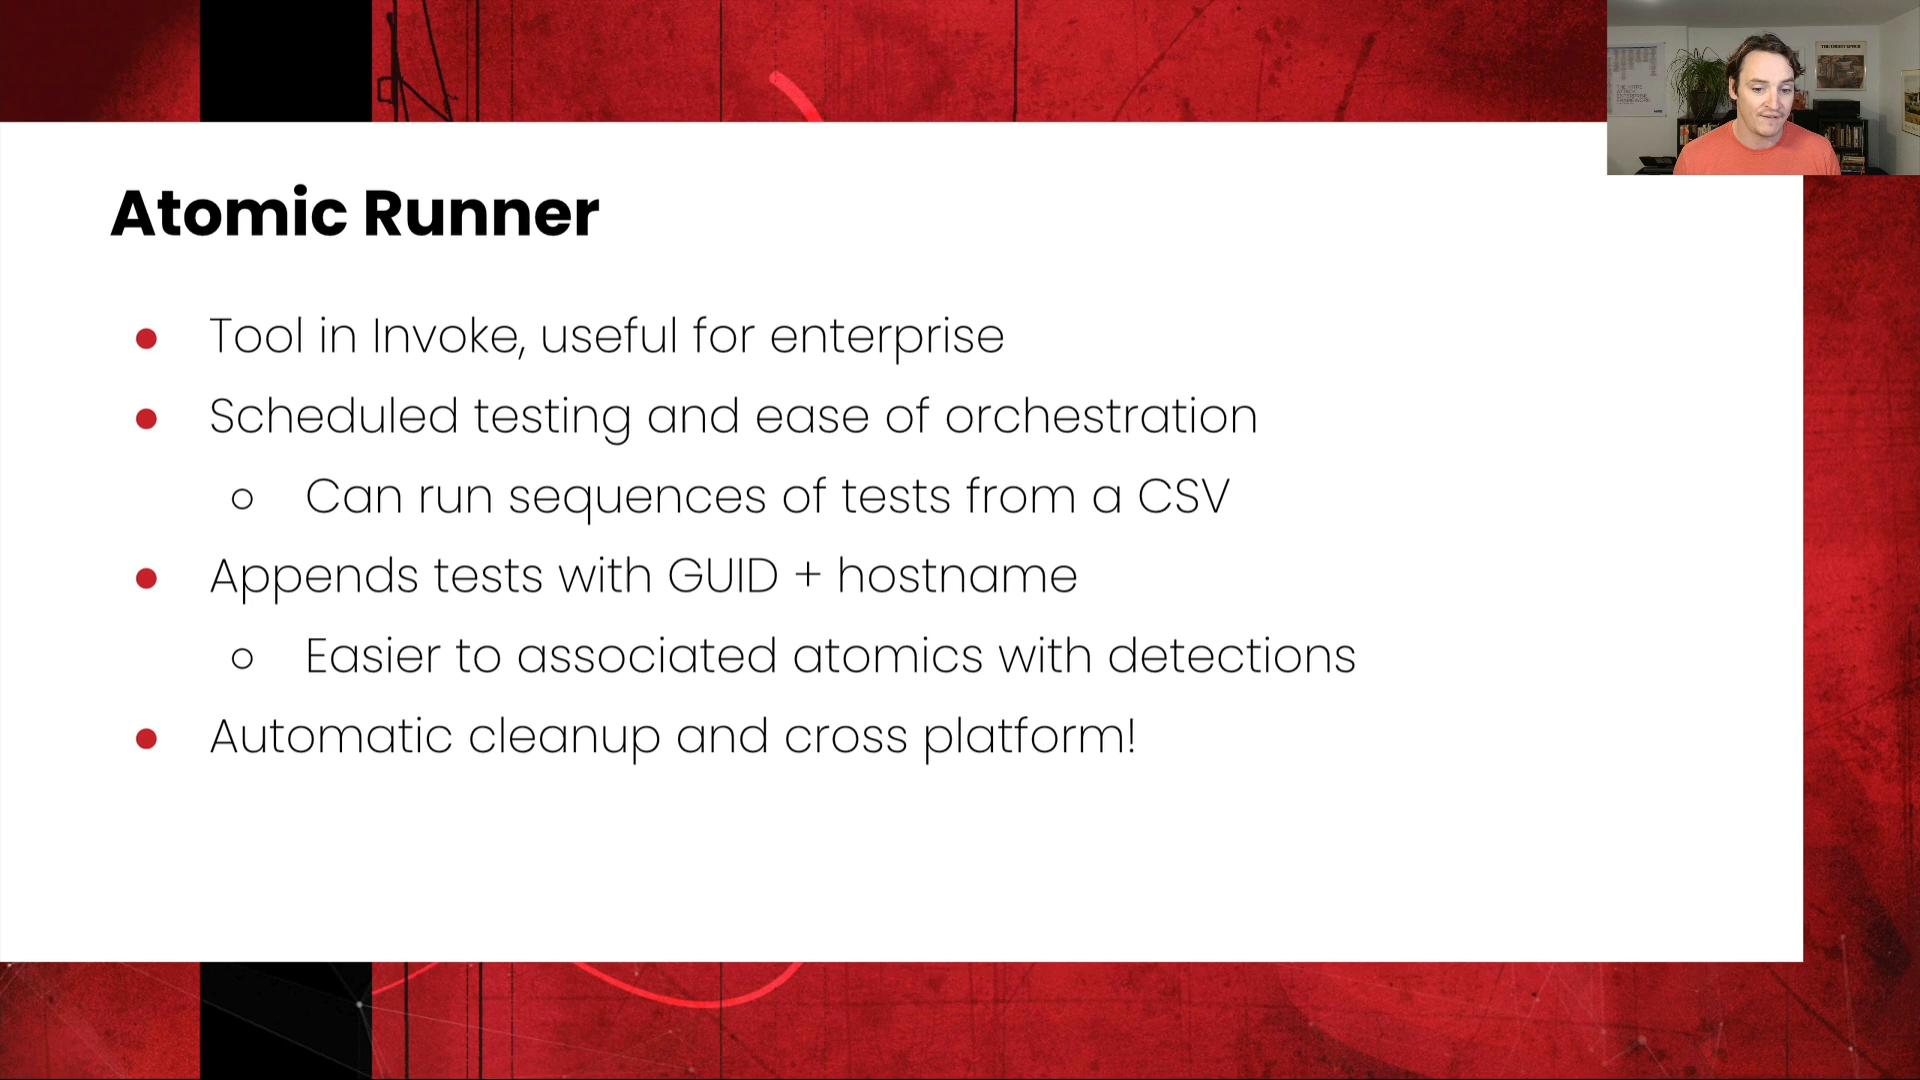 Atomic Runner
● Tool in Invoke, useful for enterprise
● Scheduled testing and ease of orchestration
○ Can run sequences of tests from a CSV
● Appends tests with GUID + hostname
○ Easier to associated atomics with detections
● Automatic cleanup and cross platform!